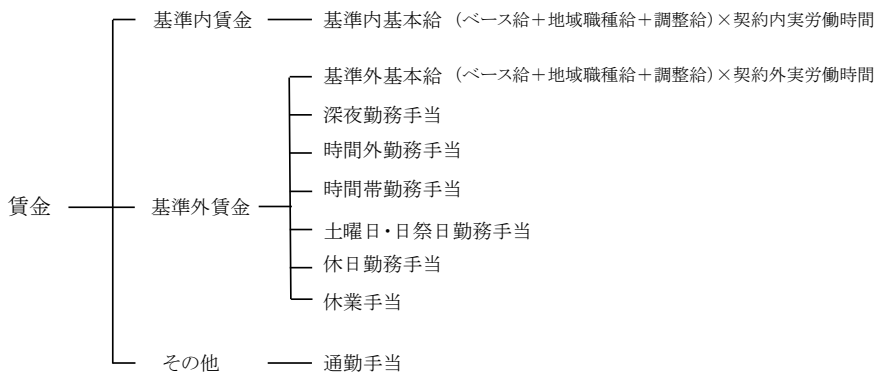 基準内賃金 基準内基本給 (ベース給＋地域職種給＋調整給)×契約内実労働時間
基準外基本給 (ベース給＋地域職種給＋調整給)×契約外実労働時間
深夜勤務手当
時間外勤務手当
時間帯勤務手当
賃金 基準外賃金
土曜日・日祭日勤務手当
休日勤務手当
休業手当
その他 通勤手当